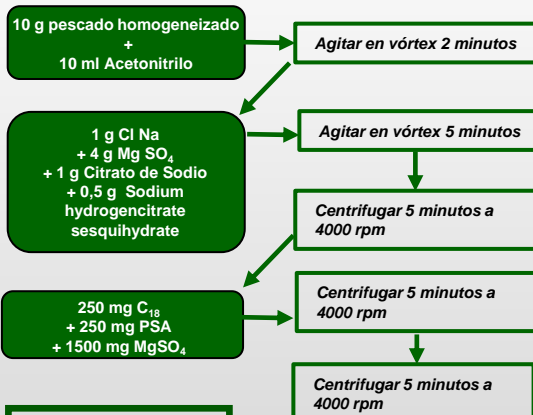 10 g pescado homogeneizado
+
10 ml Acetonitrilo
Agitar en vórtex 2 minutos
1 g Cl Na
+ 4 g Mg SO₄
+ 1 g Citrato de Sodio
+ 0,5 g Sodium
hydrogencitrate
sesquihydrate
Agitar en vórtex 5 minutos
Centrifugar 5 minutos a
4000 rpm
250 mg C₁₈
+ 250 mg PSA
+ 1500 mg MgSO₄
Centrifugar 5 minutos a
4000 rpm
Centrifugar 5 minutos a
4000 rpm